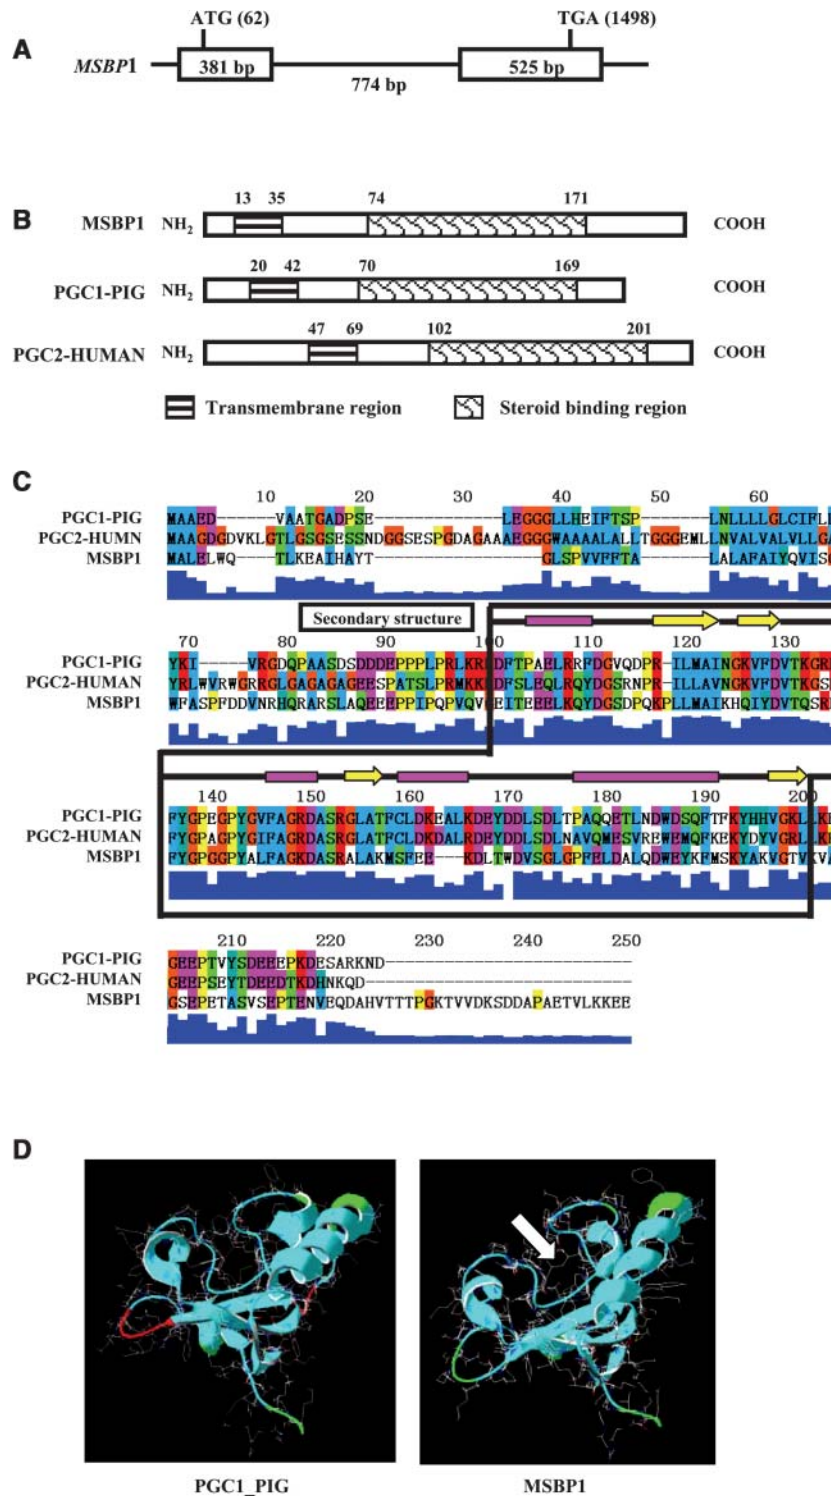 A
ATG (62)
TGA (1498)
MSBP1
381 bp
774 bp
525 bp
B
MSBP1 NH2 13 35 74 171 COOH
PGC1-PIG NH2 20 42 70 169 COOH
PGC2-HUMAN NH2 47 69 102 201 COOH
Transmembrane region
Steroid binding region
C
10 20 30 40 50 60
PGC1-PIG MAAED------VAATGADPSE-------------LEGGGLLHEIFTSP-------LNLLLLGLCIFLL
PGC2-HUMN MAAGDGDVKLGTLGSGSESSNDGGSESPGDAGAAAEGGGWAAAALALLTGGGEMLLNVALVALVLLGA
MSBP1 MALELWQ----TLKEAIHAYT-----------------GLSPVVFFTA-------LALAFAIYQVISG
Secondary structure
70 80 90 100 110 120 130
PGC1-PIG YKI-----VRGDQPAASDSDDDEPPPLPRLKRRDFTPAELRRFDGVQDPR-ILMAINGKVFDVTKGRK
PGC2-HUMAN YRLWVRWGRRGLGAGAGAGEESPATSLPRMKKRDFSLEQLRQYDGSRNPR-ILLAVNGKVFDVTKGSK
MSBP1 WFASPFDDVNRHQRARSLAQEEEPPIPQPVQVGEITEEELKQYDGSDPQKPLLMAIKHQIYDVTQSRM
140 150 160 170 180 190 200
PGC1-PIG FYGPEGPYGVFAGRDASRGLATFCLDKEALKDEYDDLSDLTPAQQETLNDWDSQFTFKYHHVGKLLKE
PGC2-HUMAN FYGPAGPYGIFAGRDASRGLATFCLDKDALRDEYDDLSDLNAVQMESVREWEMQFKEKYDYVGRLLKP
MSBP1 FYGPGGPYALFAGKDASRALAKMSFEE---KDLTWDVSGLGPFELDALQDWEYKFMSKYAKVGTVKVA
210 220 230 240 250
PGC1-PIG GEEPTVYSDEEEPKDESARKND-------------------------
PGC2-HUMAN GEEPSEYTDEEDTKDHNKQD---------------------------
MSBP1 GSEPETASVSEPTENVEQDAHVTTTPGKTVVDKSDDAPAETVLKKEE
D
PGC1_PIG
MSBP1